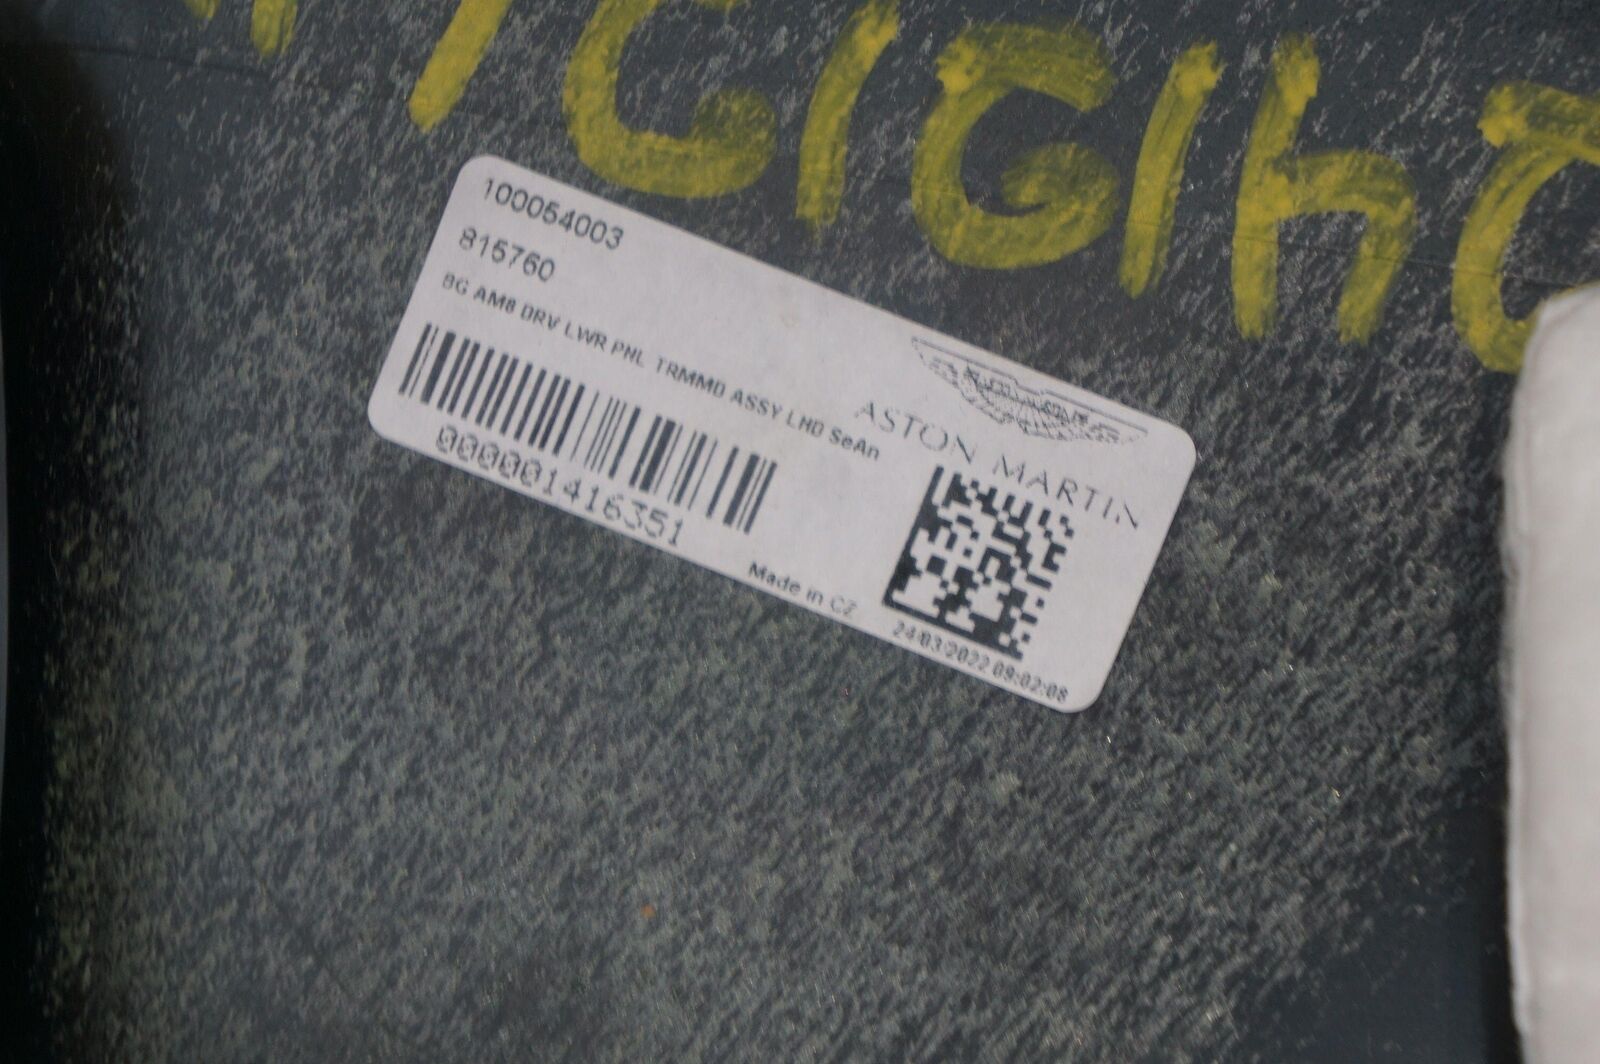 100054003
815760
BG AM8 DRV LWR PNL TRMMD ASSY LHD SeAn
ASTON MARTIN
0000001416351
Made in CZ
24/03/2022 09:02:08